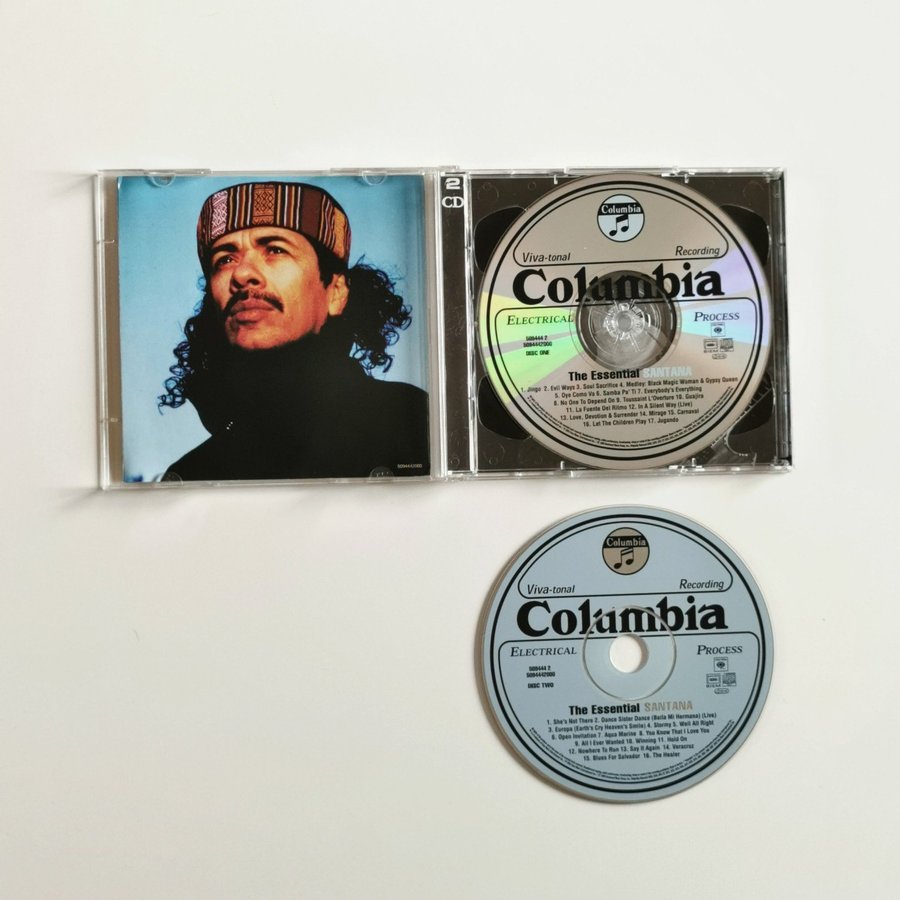 5094442000
2
CD
Columbia
Viva-tonal Recording
Columbia
ELECTRICAL PROCESS
509444 2
5094442000
DISC ONE
The Essential SANTANA
1. Jingo 2. Evil Ways 3. Soul Sacrifice 4. Medley: Black Magic Woman & Gypsy Queen
5. Oye Como Va 6. Samba Pa' Ti 7. Everybody's Everything
8. No One To Depend On 9. Toussaint L'Overture 10. Guajira
11. La Fuente Del Ritmo 12. In A Silent Way (Live)
13. Love, Devotion & Surrender 14. Mirage 15. Carnaval
16. Let The Children Play 17. Jugando
Columbia
Viva-tonal Recording
Columbia
ELECTRICAL PROCESS
509444 2
5094442000
DISC TWO
The Essential SANTANA
1. She's Not There 2. Dance Sister Dance (Baila Mi Hermana) (Live)
3. Europa (Earth's Cry Heaven's Smile) 4. Stormy 5. Well All Right
6. Open Invitation 7. Aqua Marine 8. You Know That I Love You
9. All I Ever Wanted 10. Winning 11. Hold On
12. Nowhere To Run 13. Say It Again 14. Veracruz
15. Blues For Salvador 16. The Healer